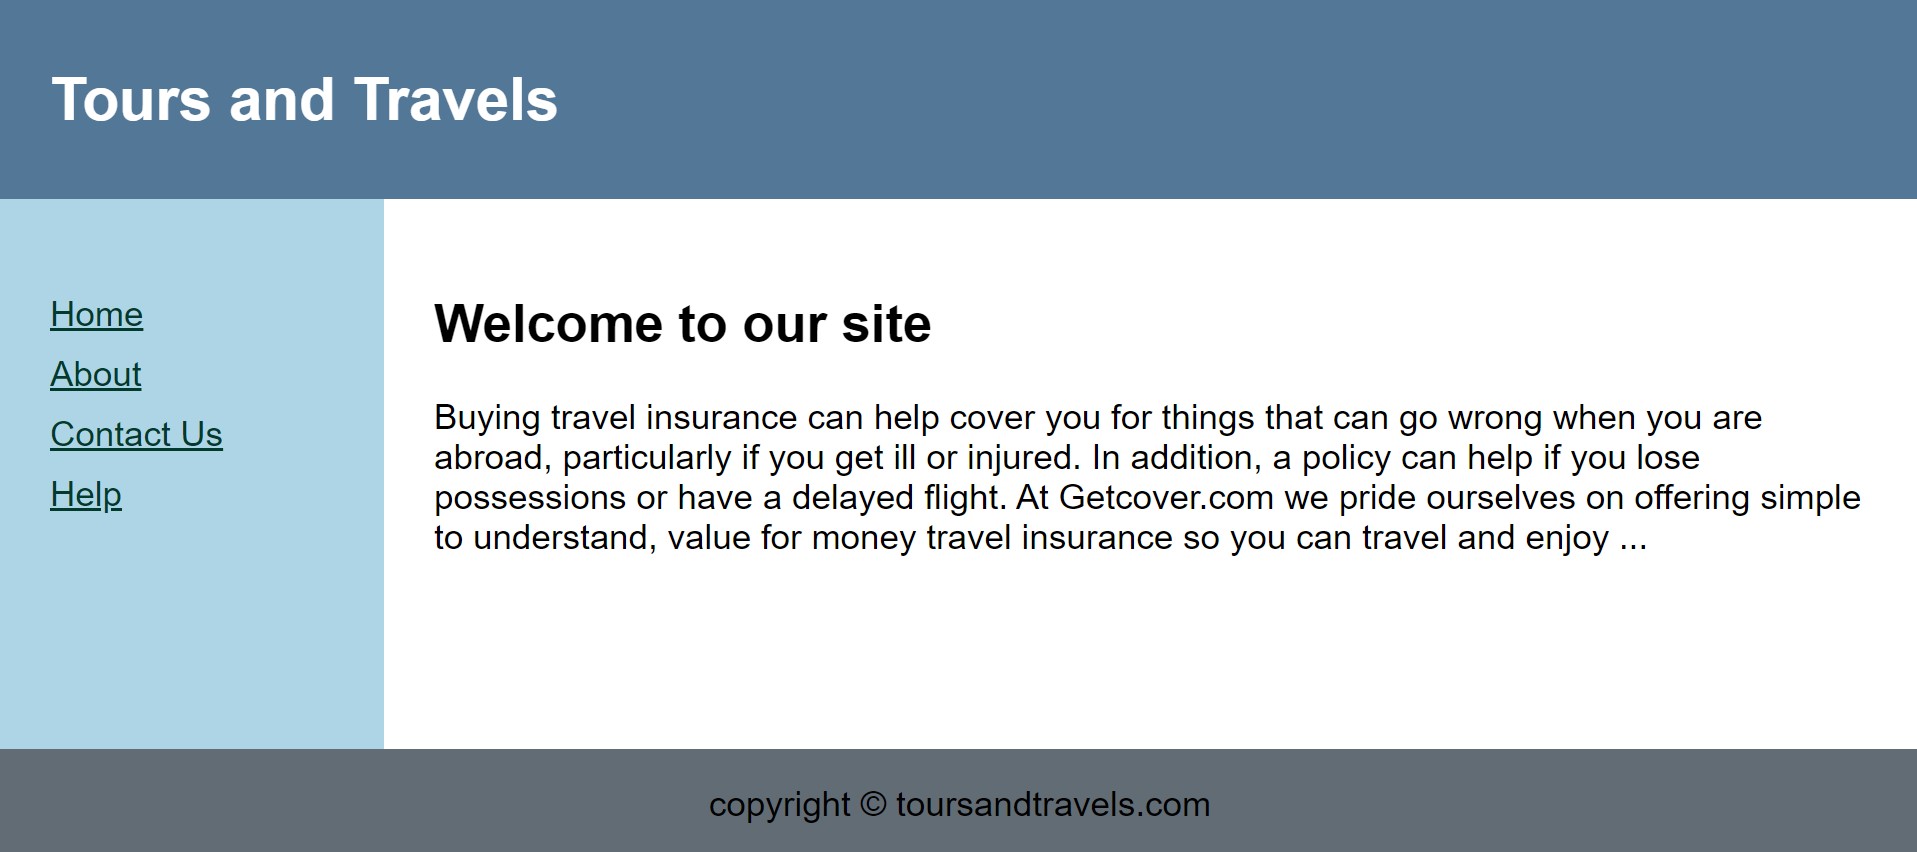 Tours and Travels
Home
About
Contact Us
Help
Welcome to our site
Buying travel insurance can help cover you for things that can go wrong when you are
abroad, particularly if you get ill or injured. In addition, a policy can help if you lose
possessions or have a delayed flight. At Getcover.com we pride ourselves on offering simple
to understand, value for money travel insurance so you can travel and enjoy ...
copyright © toursandtravels.com